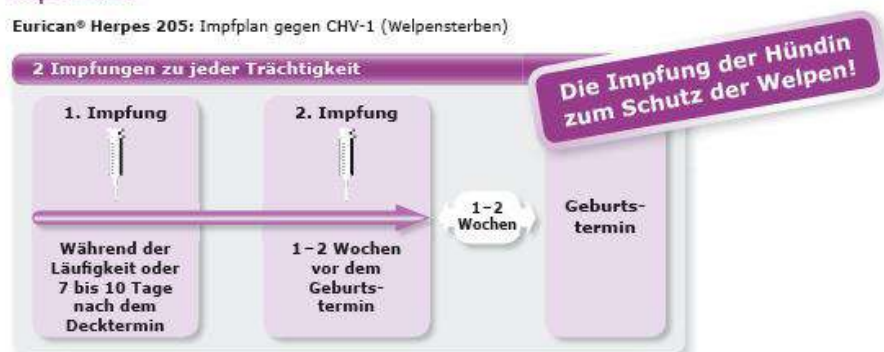 Eurican® Herpes 205: Impfplan gegen CHV-1 (Welpensterben)
2 Impfungen zu jeder Trächtigkeit
Die Impfung der Hündin
zum Schutz der Welpen!
1. Impfung
Während der
Läufigkeit oder
7 bis 10 Tage
nach dem
Decktermin
2. Impfung
1–2 Wochen
vor dem
Geburts-
termin
1–2
Wochen
Geburts-
termin